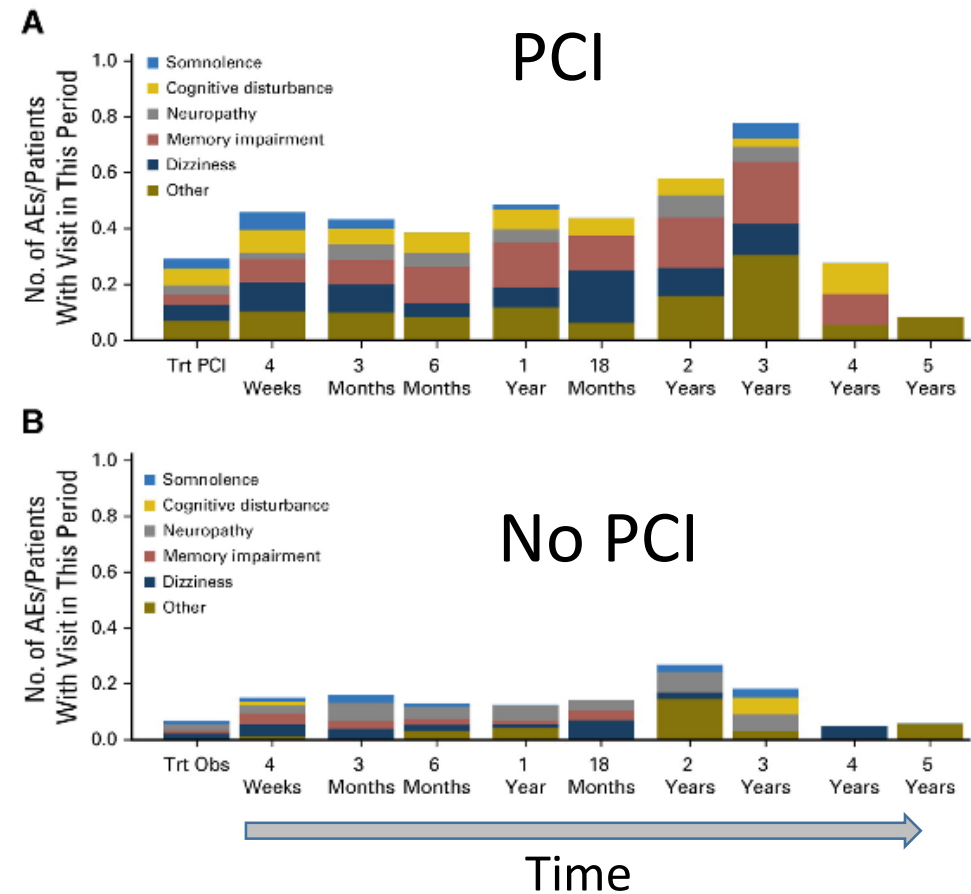 A
PCI
No. of AEs/Patients
With Visit in This Period
1.0
0.8
0.6
0.4
0.2
0.0
Somnolence
Cognitive disturbance
Neuropathy
Memory impairment
Dizziness
Other
Trt PCI
4
Weeks
3
Months
6
Months
1
Year
18
Months
2
Years
3
Years
4
Years
5
Years
B
No PCI
No. of AEs/Patients
With Visit in This Period
1.0
0.8
0.6
0.4
0.2
0.0
Somnolence
Cognitive disturbance
Neuropathy
Memory impairment
Dizziness
Other
Trt Obs
4
Weeks
3
Months
6
Months
1
Year
18
Months
2
Years
3
Years
4
Years
5
Years
Time